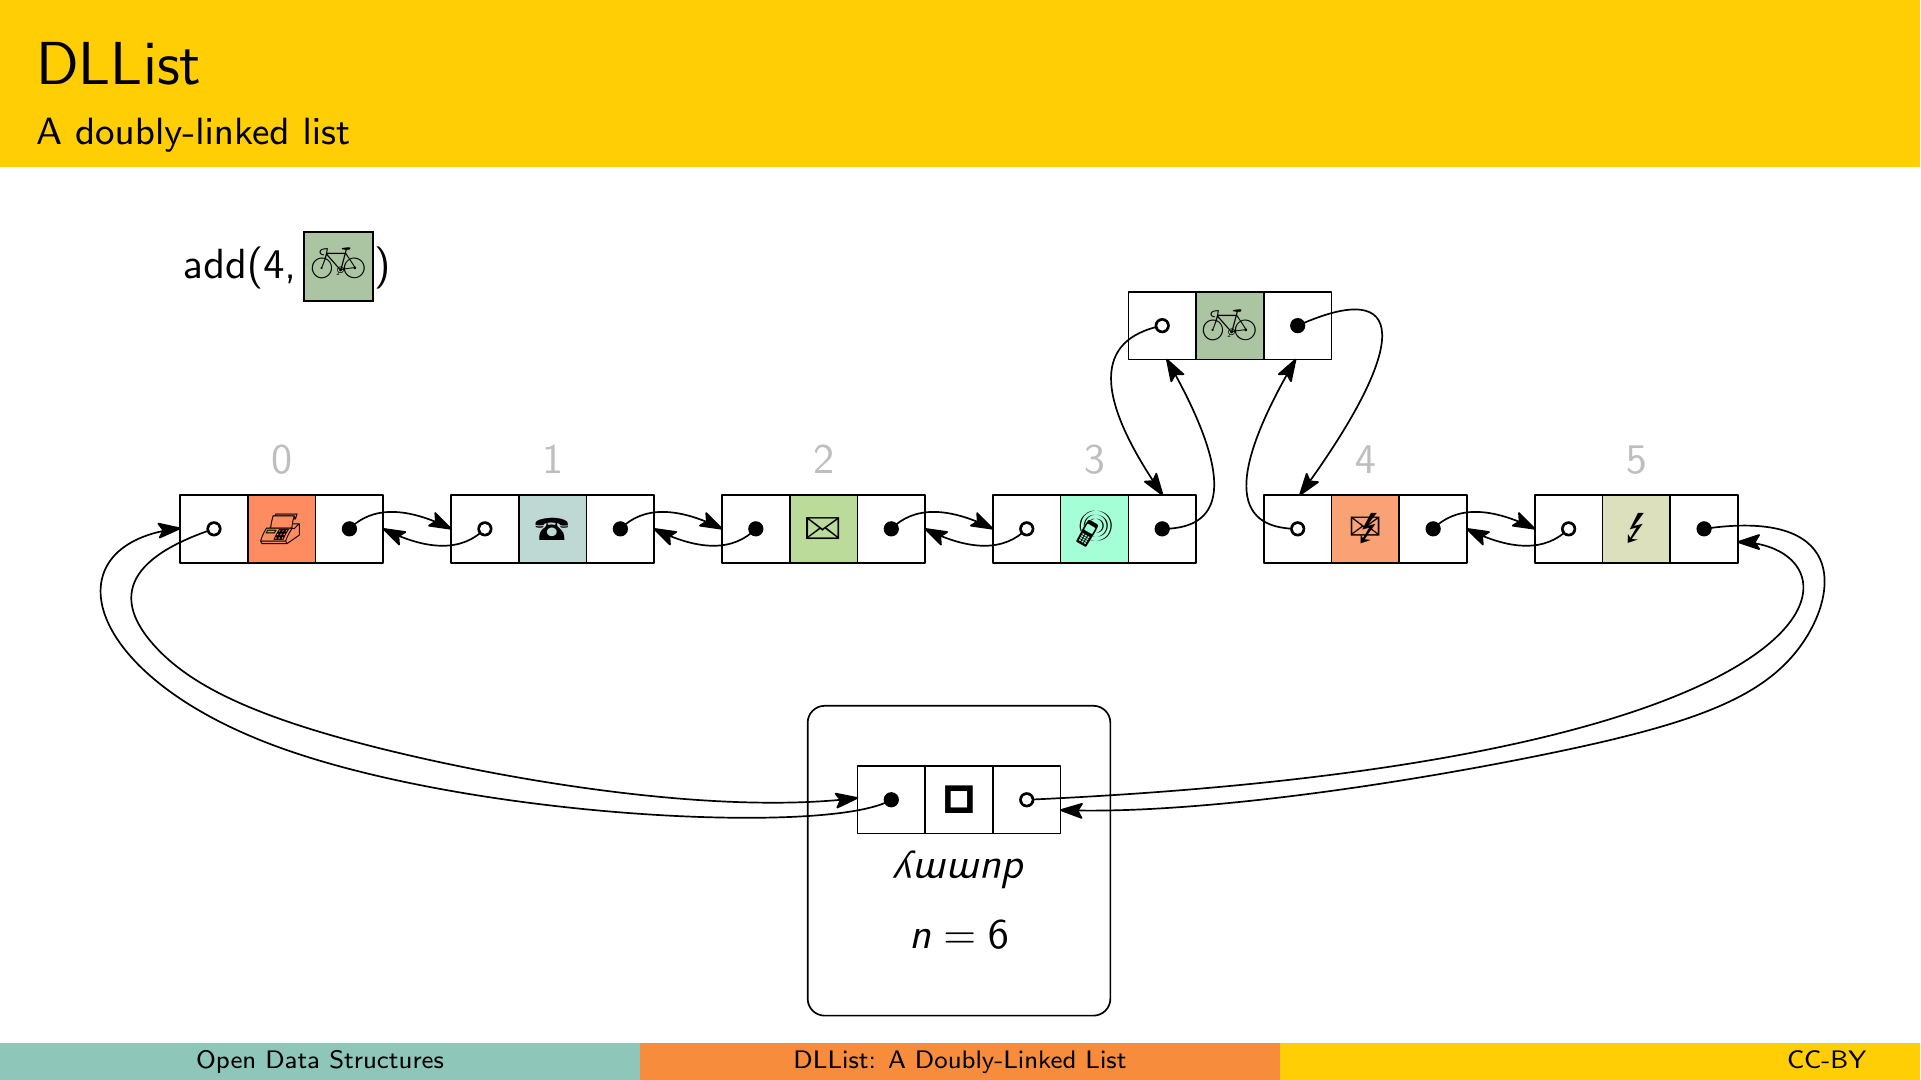 DLList
A doubly-linked list
add(4, )
0 1 2 3 4 5
dummy
n = 6
Open Data Structures DLList: A Doubly-Linked List CC-BY